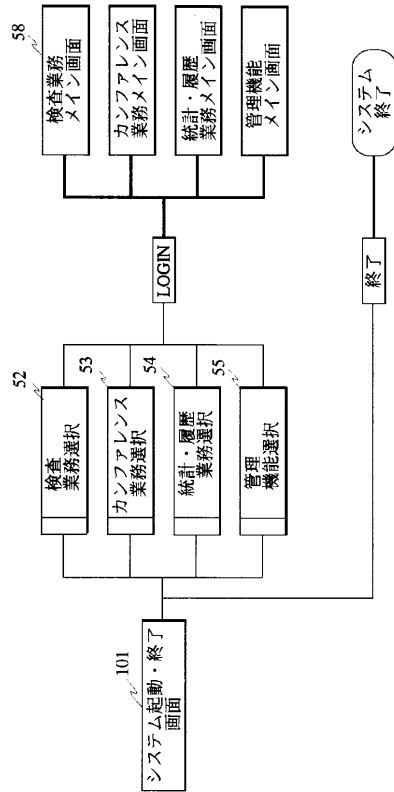 101
システム起動・終了
画面
52
検査
業務選択
53
カンファレンス
業務選択
54
統計・履歴
業務選択
55
管理
機能選択
LOGIN
58
検査業務
メイン画面
カンファレンス
業務メイン画面
統計・履歴
業務メイン画面
管理機能
メイン画面
終了
システム
終了